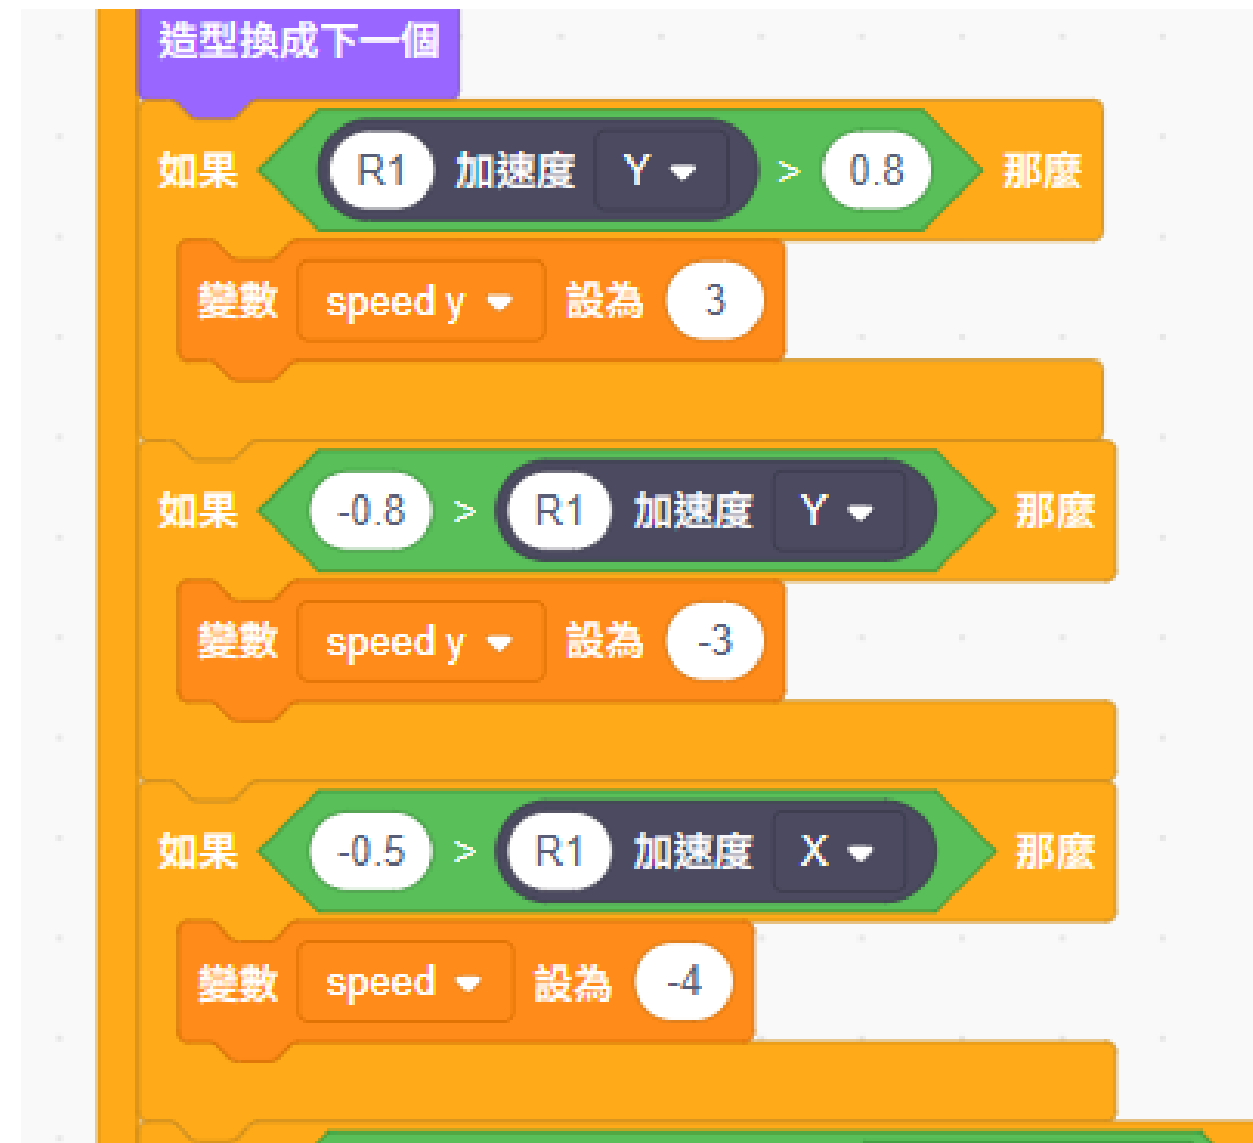 造型換成下一個
如果 R1 加速度 Y > 0.8 那麼
變數 speed y 設為 3
如果 -0.8 > R1 加速度 Y 那麼
變數 speed y 設為 -3
如果 -0.5 > R1 加速度 X 那麼
變數 speed 設為 -4